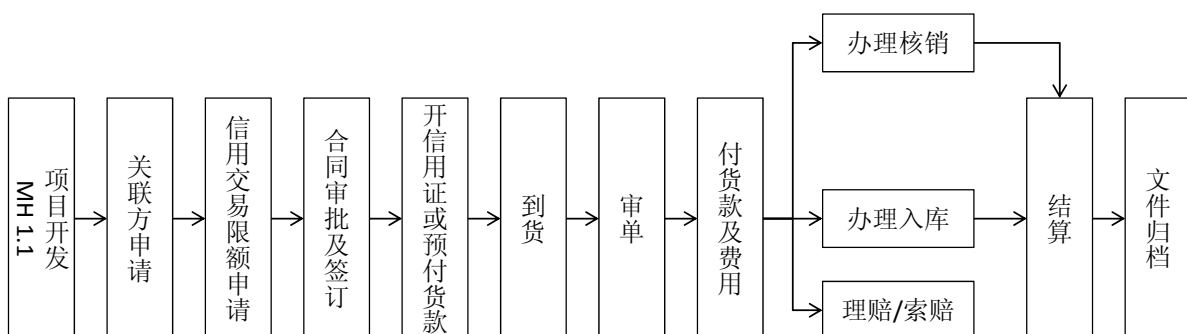 项目开发
MH 1.1
关联方申请
信用交易限额申请
合同审批及签订
开信用证或预付货款
到货
审单
付货款及费用
办理核销
办理入库
理赔/索赔
结算
文件归档